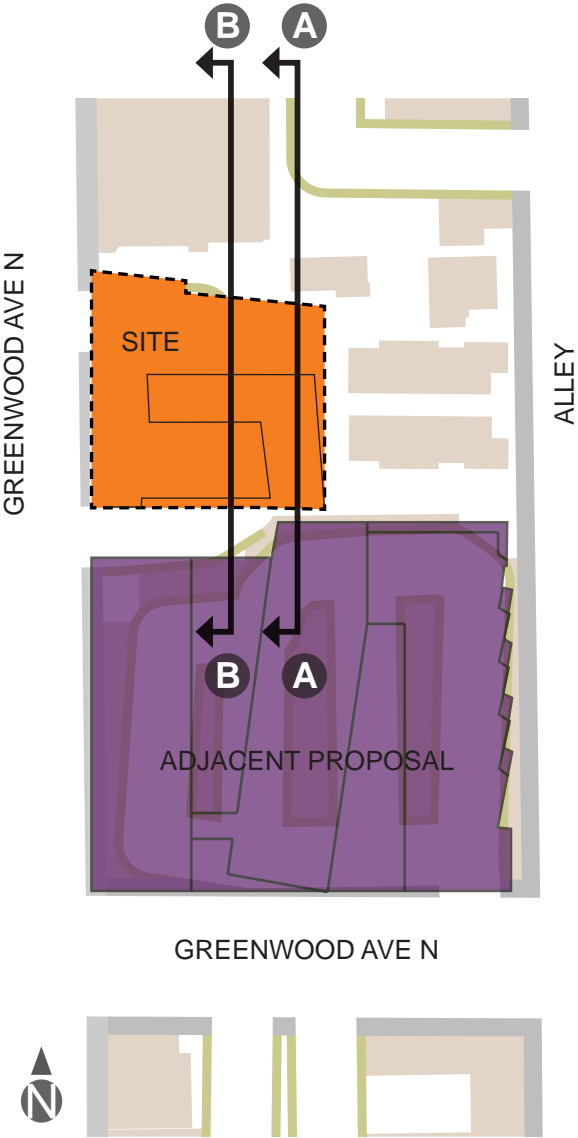 B
A
GREENWOOD AVE N
SITE
ALLEY
B
A
ADJACENT PROPOSAL
GREENWOOD AVE N
N